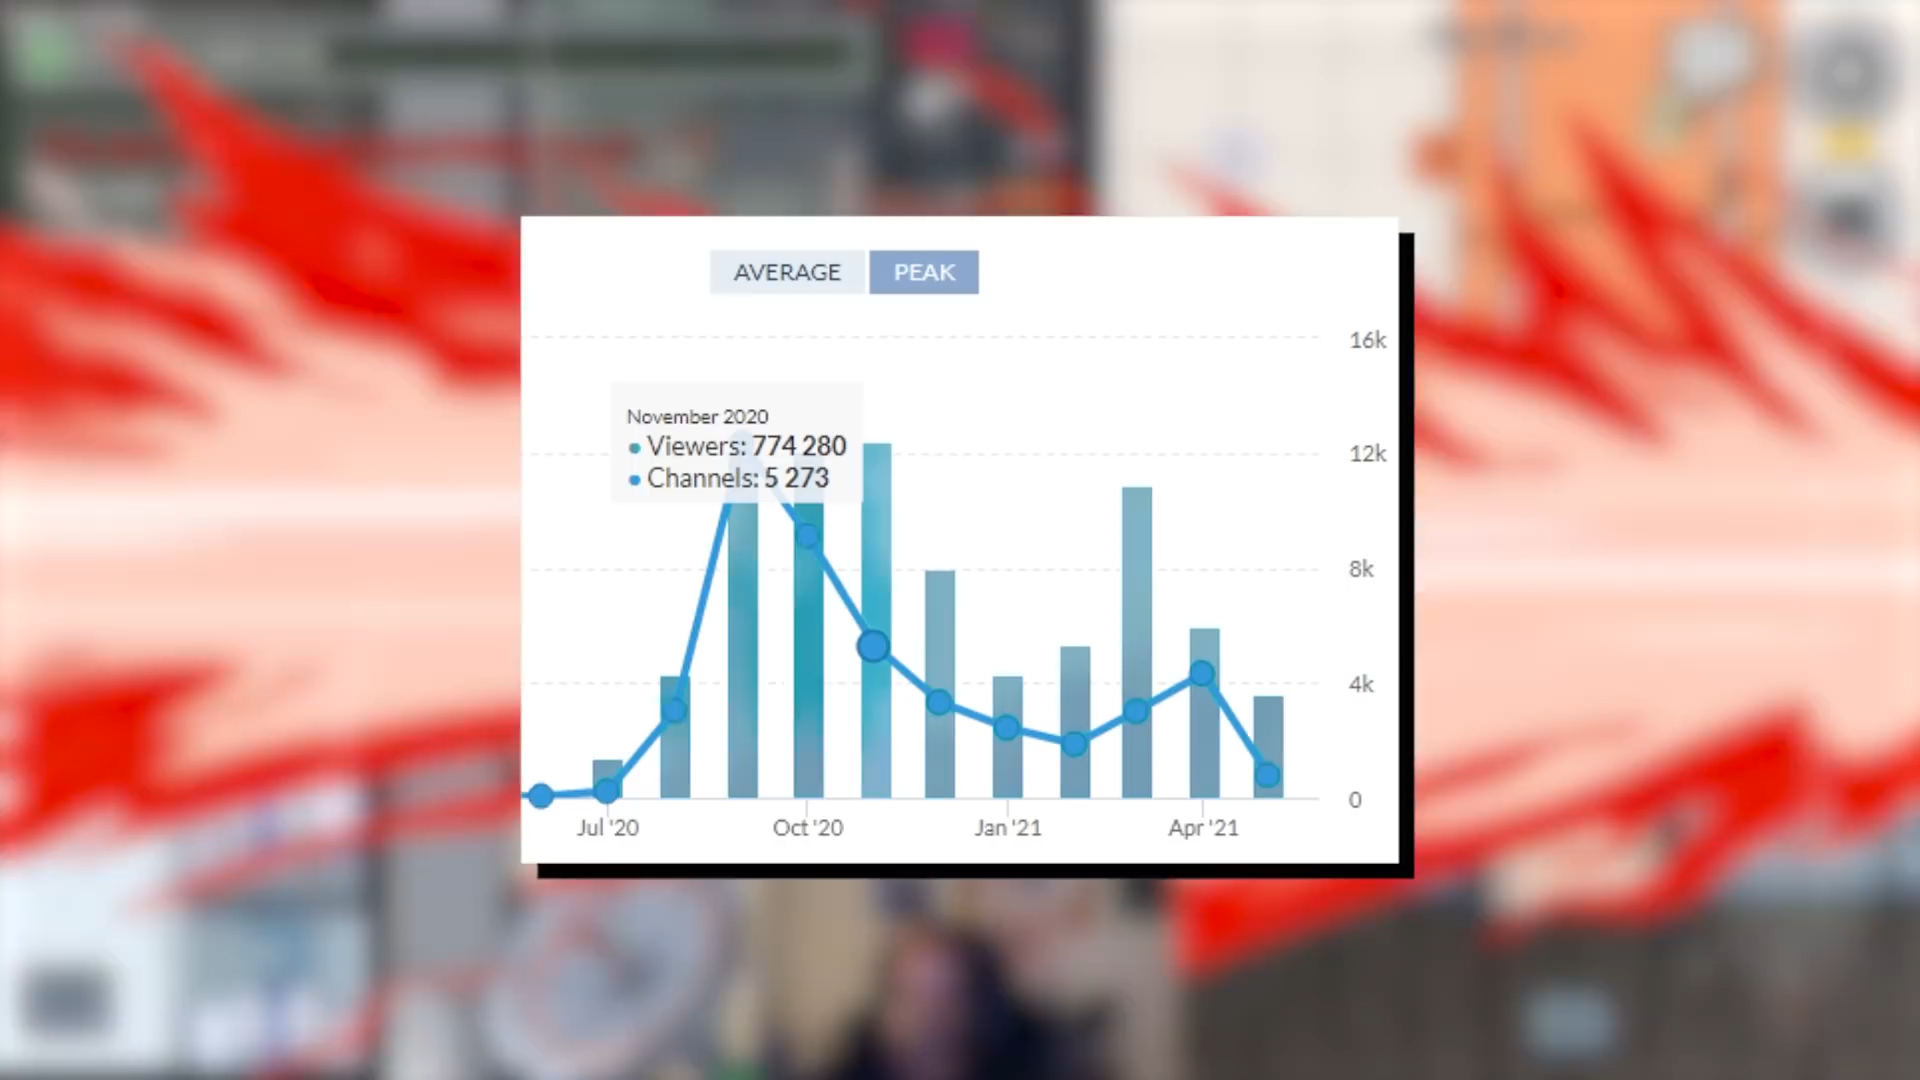 AVERAGE PEAK
16k
November 2020
Viewers: 774 280
12k
Channels: 5 273
8k
4k
0
Jul '20 Oct '20 Jan '21 Apr '21